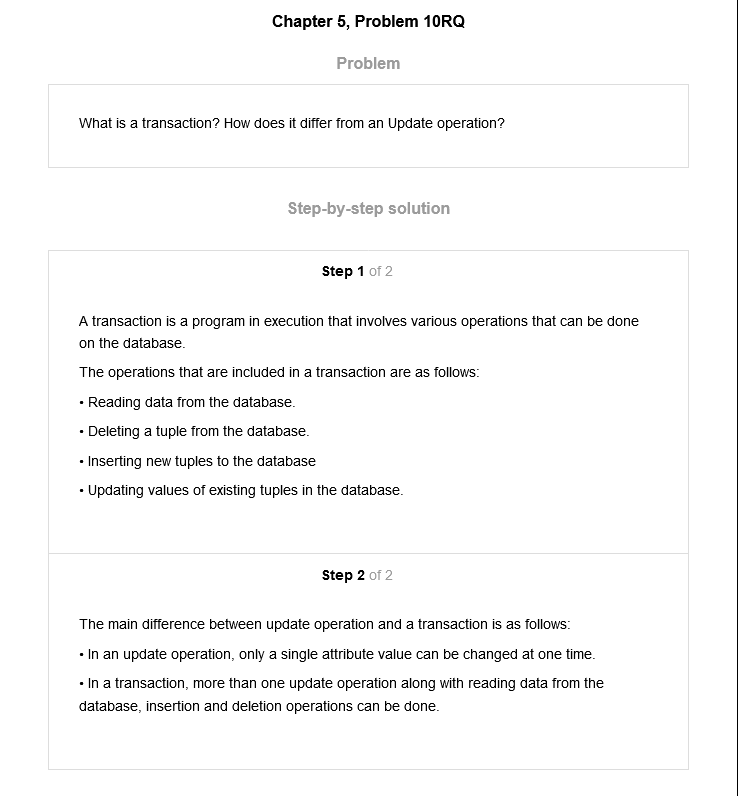 Chapter 5, Problem 10RQ
Problem
What is a transaction? How does it differ from an Update operation?
Step-by-step solution
Step 1 of 2
A transaction is a program in execution that involves various operations that can be done
on the database.
The operations that are included in a transaction are as follows:
• Reading data from the database.
• Deleting a tuple from the database.
• Inserting new tuples to the database
• Updating values of existing tuples in the database.
Step 2 of 2
The main difference between update operation and a transaction is as follows:
• In an update operation, only a single attribute value can be changed at one time.
• In a transaction, more than one update operation along with reading data from the
database, insertion and deletion operations can be done.